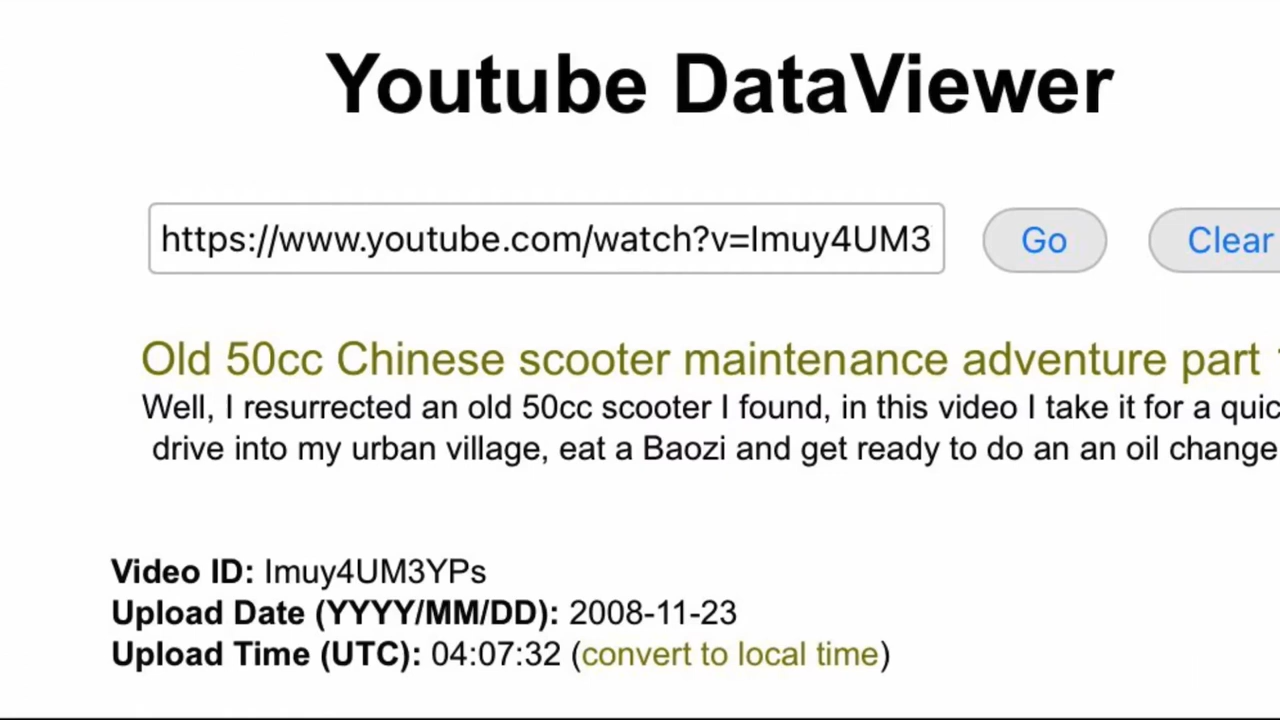 Youtube DataViewer
https://www.youtube.com/watch?v=Imuy4UM3 Go Clear
Old 50cc Chinese scooter maintenance adventure part
Well, I resurrected an old 50cc scooter I found, in this video I take it for a quic
drive into my urban village, eat a Baozi and get ready to do an an oil change
Video ID: Imuy4UM3YPs
Upload Date (YYYY/MM/DD): 2008-11-23
Upload Time (UTC): 04:07:32 (convert to local time)